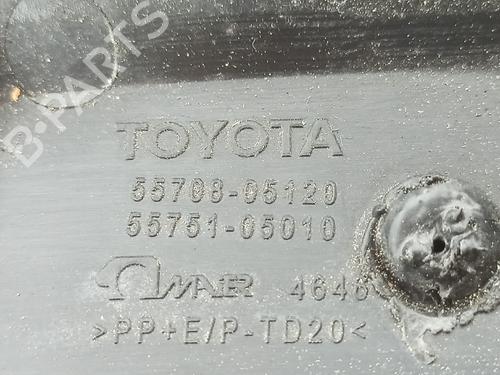 B-PARTS
TOYOTA
55708-05120
55751-05010
MAIER 4646
>PP+E/P-TD20<